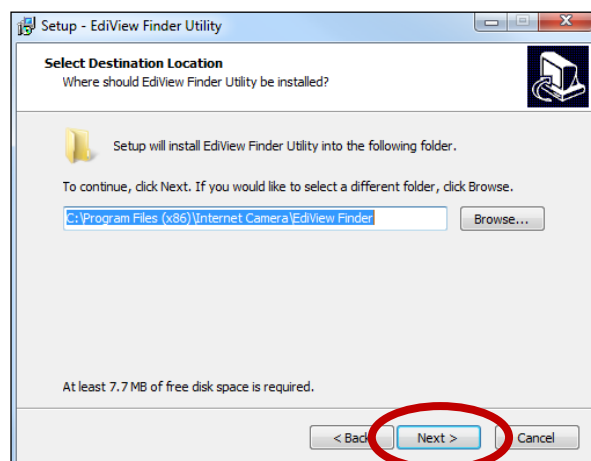 Setup - EdiView Finder Utility
Select Destination Location
Where should EdiView Finder Utility be installed?
Setup will install EdiView Finder Utility into the following folder.
To continue, click Next. If you would like to select a different folder, click Browse.
C:\Program Files (x86)\Internet Camera\EdiView Finder
Browse...
At least 7.7 MB of free disk space is required.
< Back Next > Cancel